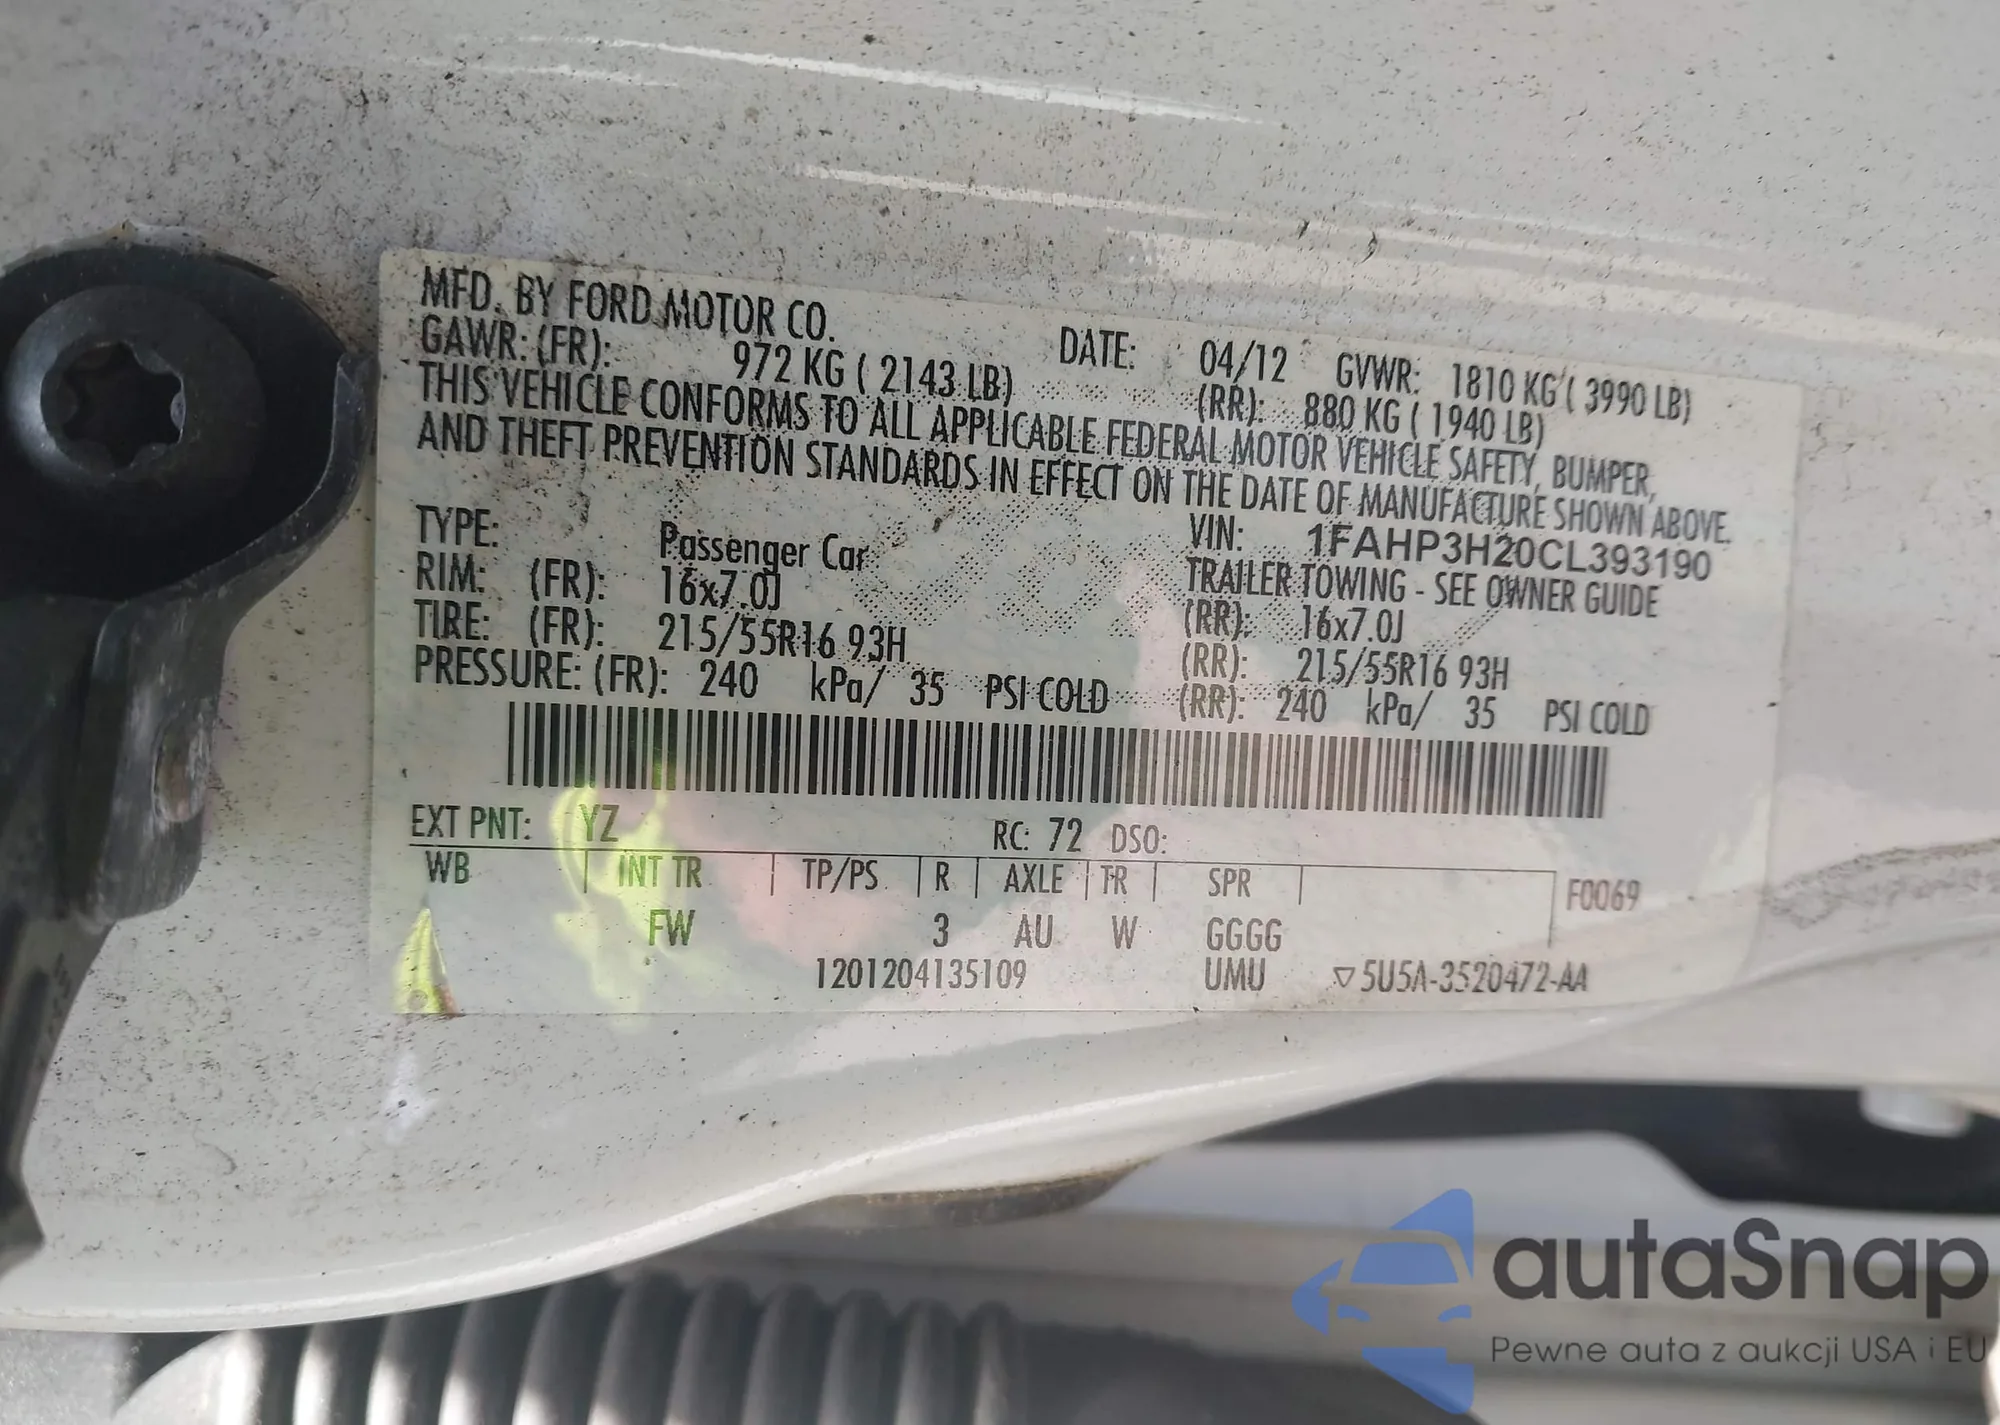 MFD. BY FORD MOTOR CO.
DATE: 04/12 GVWR: 1810 KG ( 3990 LB)
GAWR: (FR): 972 KG ( 2143 LB) (RR): 880 KG ( 1940 LB)
THIS VEHICLE CONFORMS TO ALL APPLICABLE FEDERAL MOTOR VEHICLE SAFETY, BUMPER,
AND THEFT PREVENTION STANDARDS IN EFFECT ON THE DATE OF MANUFACTURE SHOWN ABOVE.
VIN: 1FAHP3H20CL393190
TYPE: Passenger Car TRAILER TOWING - SEE OWNER GUIDE
RIM: (FR): 16x7.0J (RR): 16x7.0J
TIRE: (FR): 215/55R16 93H (RR): 215/55R16 93H
PRESSURE: (FR): 240 kPa/ 35 PSI COLD (RR): 240 kPa/ 35 PSI COLD
EXT PNT: YZ RC: 72 DSO:
WB INT TR TP/PS R AXLE TR SPR F0069
FW 3 AU W GGGG
1201204135109 UMU ▽5U5A-3520472-AA
autaSnap
Pewne auta z aukcji USA i EU